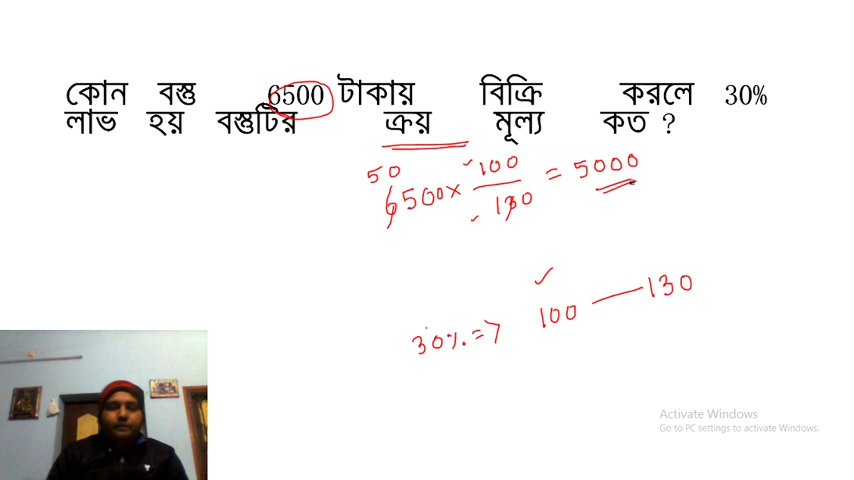 কোন বস্তু 6500 টাকায় বিক্রি করলে 30%
লাভ হয় বস্তুটির ক্রয় মূল্য কত ?
50
6500 × 100/130 = 5000
30% => 100 — 130
Activate Windows
Go to PC settings to activate Windows.